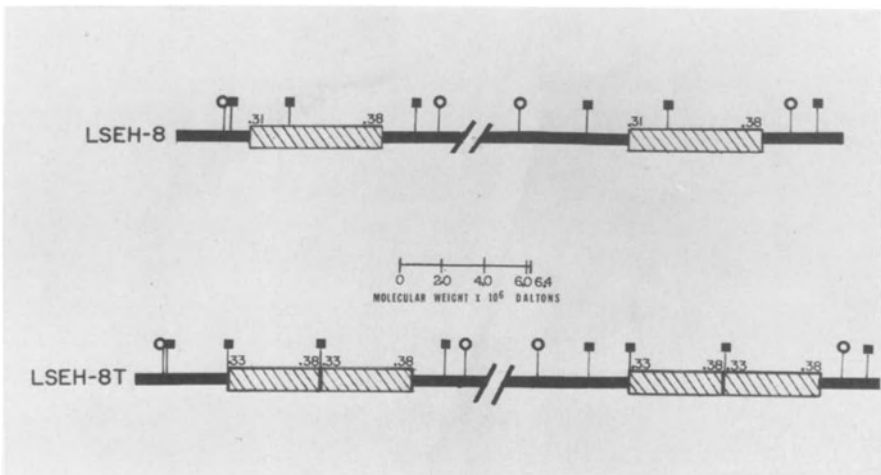 .31 .38 .31 .38
LSEH-8
0 2.0 4.0 6.0 6.4
MOLECULAR WEIGHT X 10⁶ DALTONS
.33 .38 .33 .38 .33 .38 .33 .38
LSEH-8T